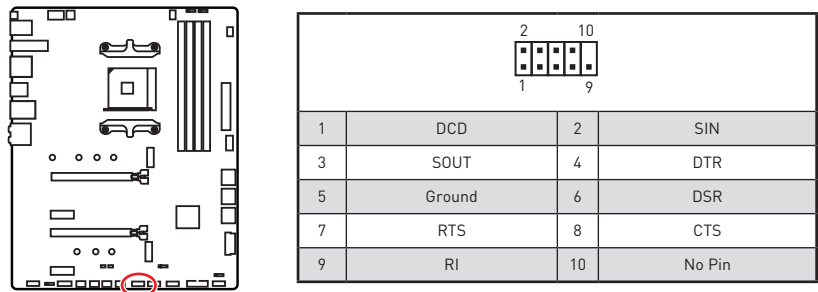 2 10
1 9
1 DCD 2 SIN
3 SOUT 4 DTR
5 Ground 6 DSR
7 RTS 8 CTS
9 RI 10 No Pin